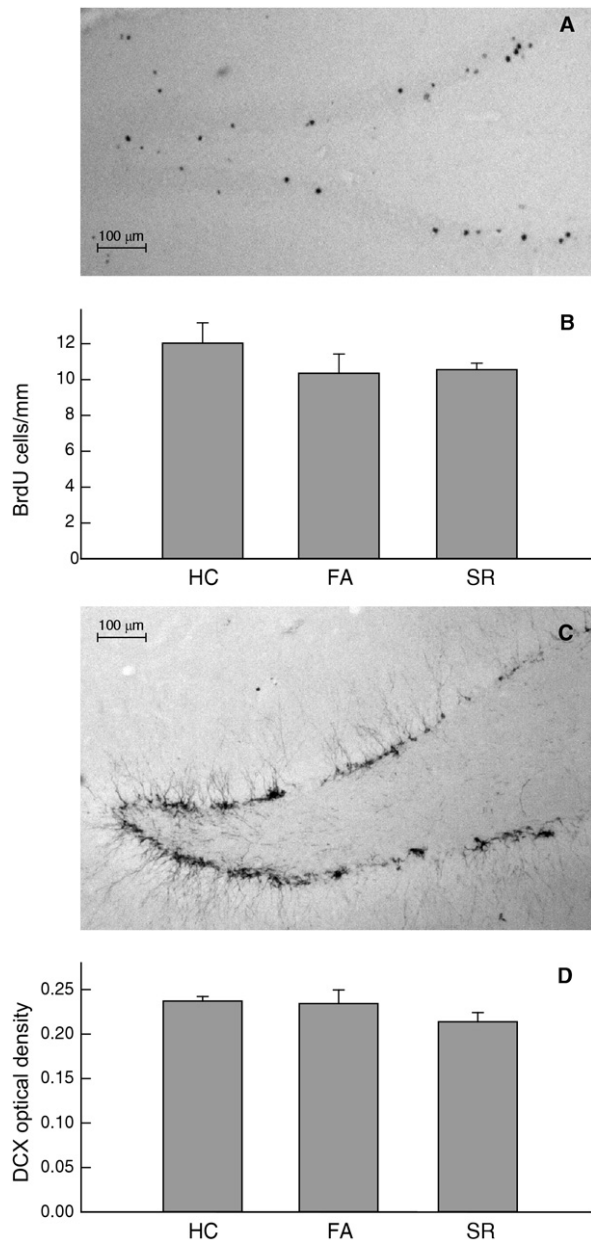 A
100 μm
B
12
10
8
6
4
2
0
BrdU cells/mm
HC FA SR
100 μm
C
D
0.25
0.20
0.15
0.10
0.05
0.00
DCX optical density
HC FA SR